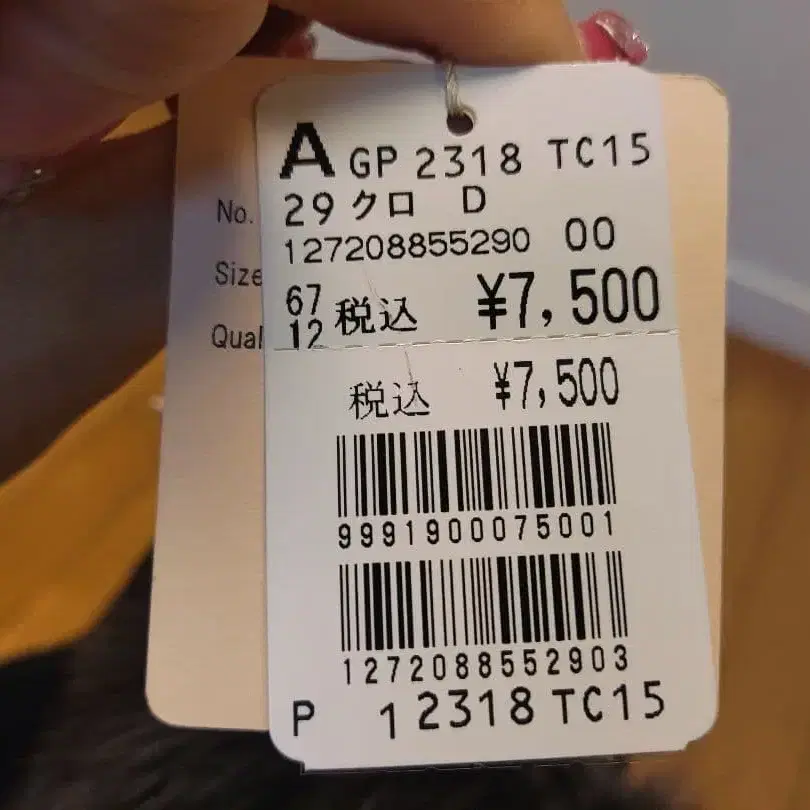 A GP 2318 TC15
No. 29 クロ D
127208855290 00
Size 67
Qual 12 税込 ¥7,500
税込 ¥7,500
9991900075001
1272088552903
P 12318 TC15